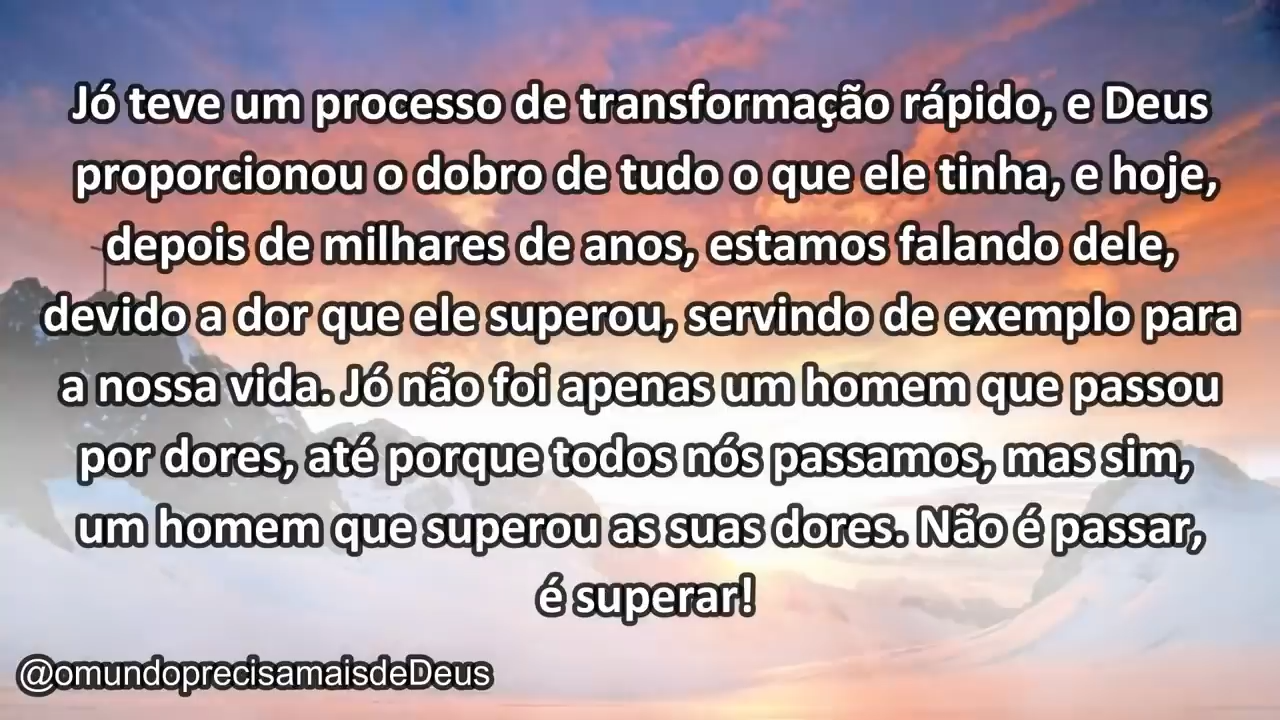 Jó teve um processo de transformação rápido, e Deus
proporcionou o dobro de tudo o que ele tinha, e hoje,
depois de milhares de anos, estamos falando dele,
devido a dor que ele superou, servindo de exemplo para
a nossa vida. Jó não foi apenas um homem que passou
por dores, até porque todos nós passamos, mas sim,
um homem que superou as suas dores. Não é passar,
é superar!
@omundoprecisamaisdeDeus